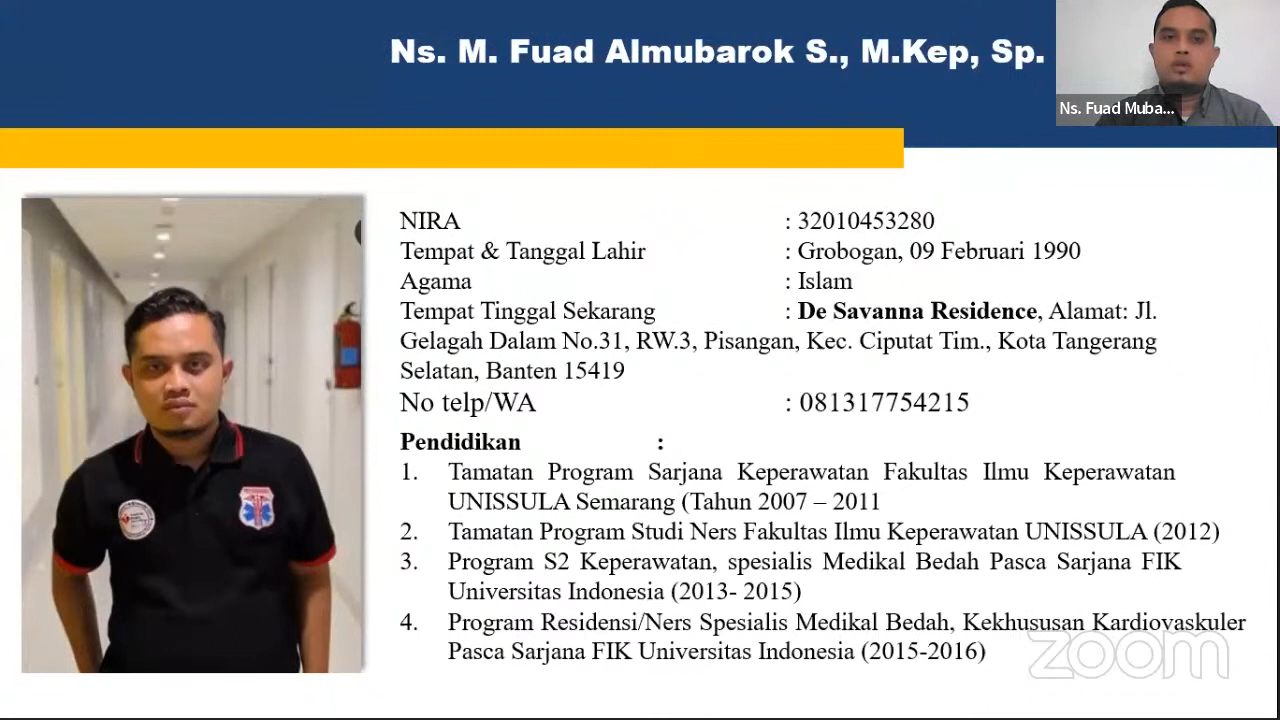 Ns. M. Fuad Almubarok S., M.Kep, Sp.
Ns. Fuad Muba...
NIRA : 32010453280
Tempat & Tanggal Lahir : Grobogan, 09 Februari 1990
Agama : Islam
Tempat Tinggal Sekarang : De Savanna Residence, Alamat: Jl.
Gelagah Dalam No.31, RW.3, Pisangan, Kec. Ciputat Tim., Kota Tangerang
Selatan, Banten 15419
No telp/WA : 081317754215
Pendidikan :
1. Tamatan Program Sarjana Keperawatan Fakultas Ilmu Keperawatan
UNISSULA Semarang (Tahun 2007 – 2011
2. Tamatan Program Studi Ners Fakultas Ilmu Keperawatan UNISSULA (2012)
3. Program S2 Keperawatan, spesialis Medikal Bedah Pasca Sarjana FIK
Universitas Indonesia (2013- 2015)
4. Program Residensi/Ners Spesialis Medikal Bedah, Kekhususan Kardiovaskuler
Pasca Sarjana FIK Universitas Indonesia (2015-2016)
zoom